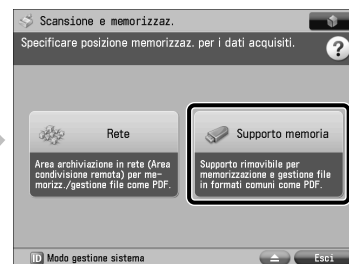 Scansione e memorizzaz.
Specificare posizione memorizzaz. per i dati acquisiti.
?
Rete
Area archiviazione in rete (Area
condivisione remota) per me-
morizz./gestione file come PDF.
Supporto memoria
Supporto rimovibile per
memorizzazione e gestione file
in formati comuni come PDF.
ID Modo gestione sistema
Esci